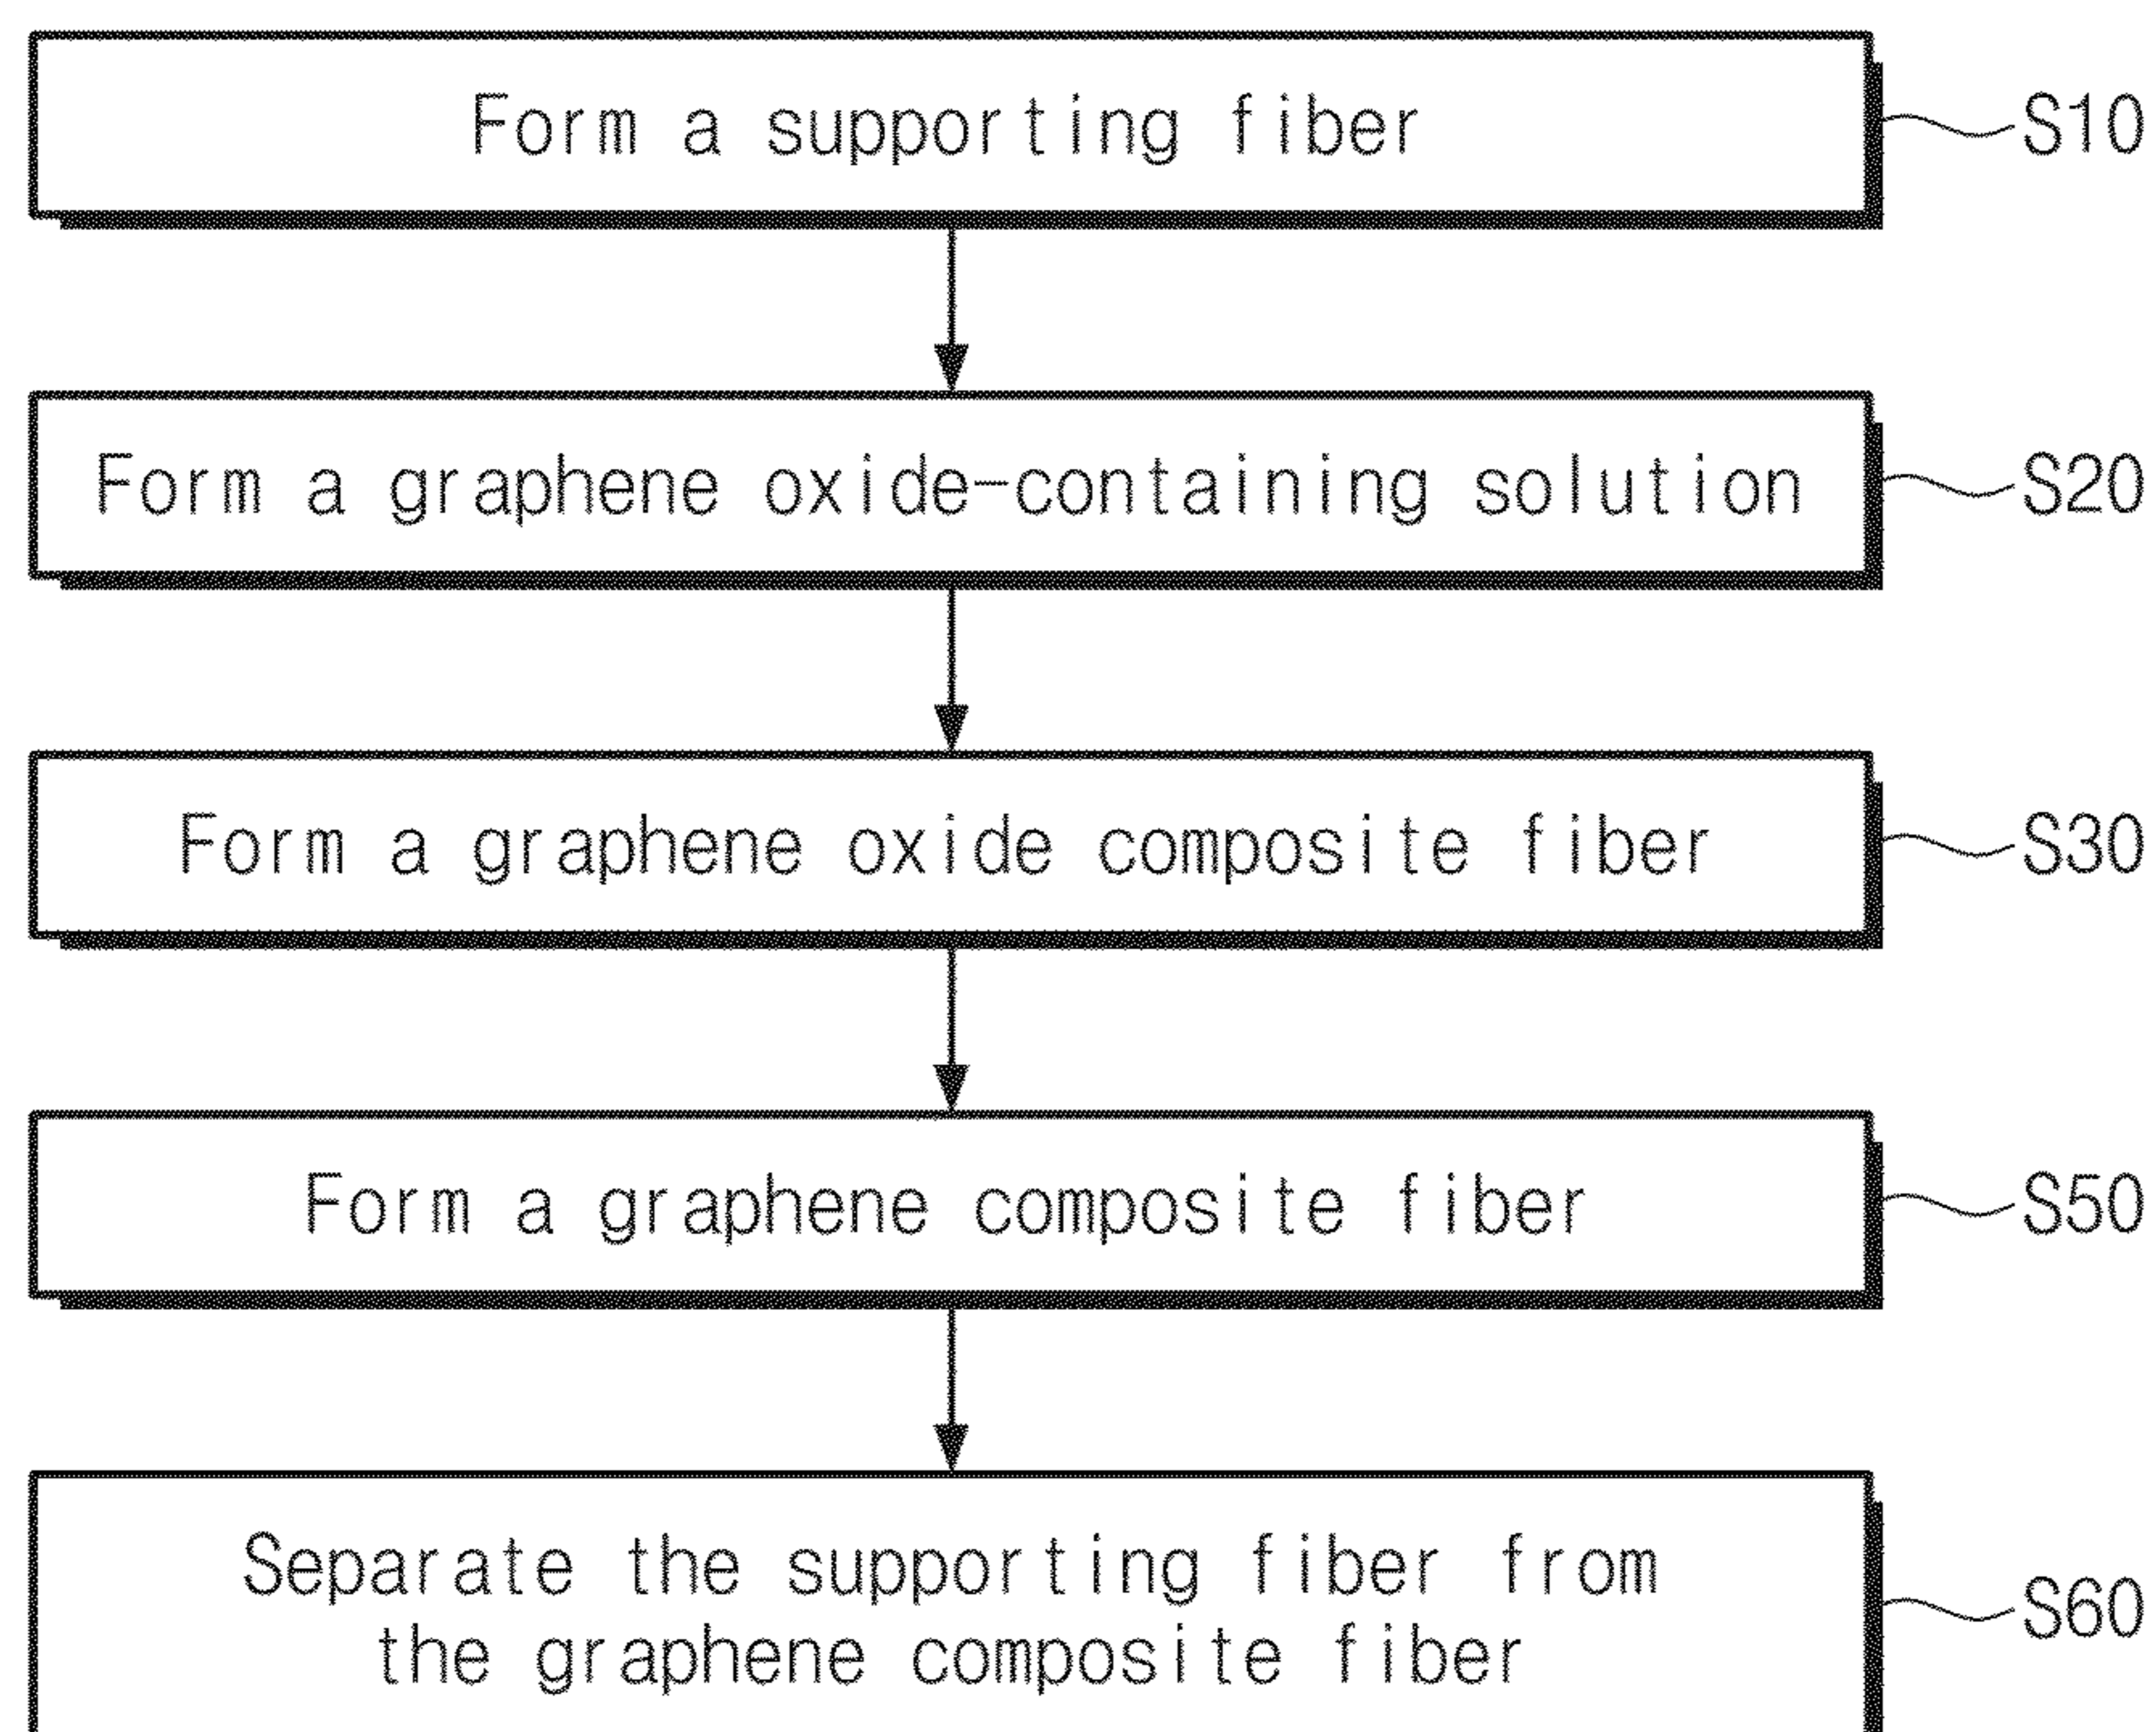 Form a supporting fiber
S10
Form a graphene oxide-containing solution
S20
Form a graphene oxide composite fiber
S30
Form a graphene composite fiber
S50
Separate the supporting fiber from
the graphene composite fiber
S60